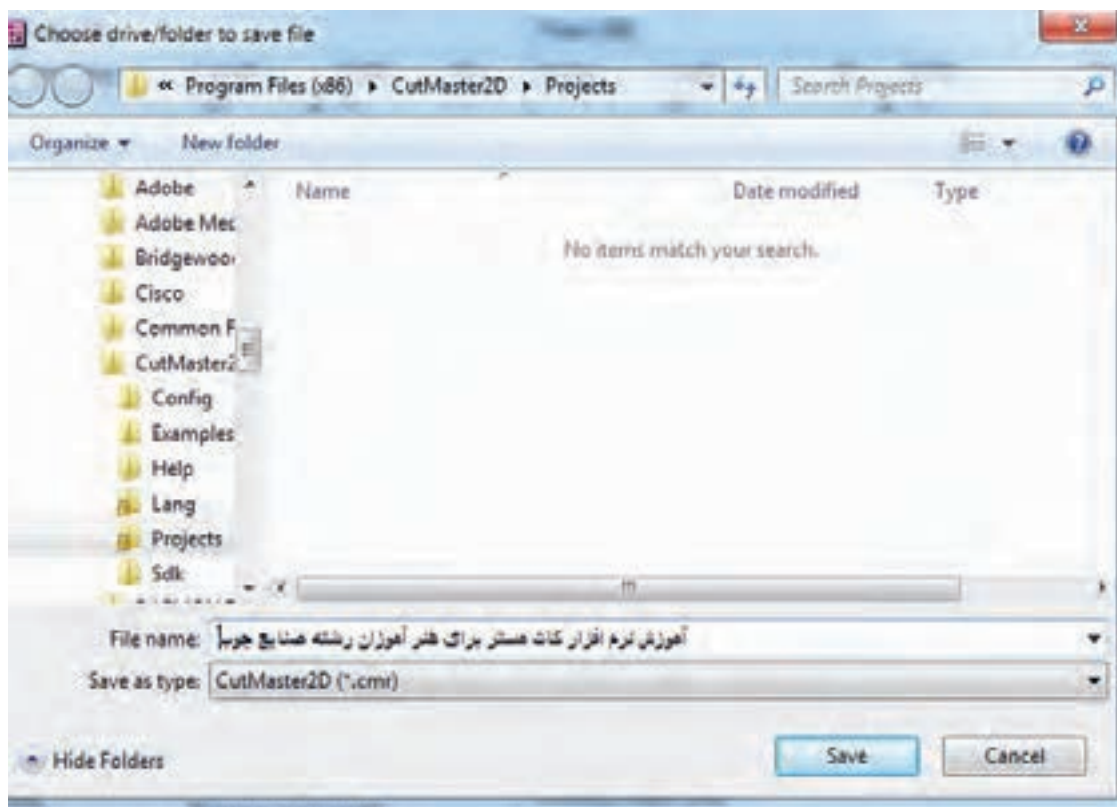 Choose drive/folder to save file
« Program Files (x86) ▸ CutMaster2D ▸ Projects
Search Projects
Organize
New folder
Adobe
Adobe Mec
Bridgewoo
Cisco
Common F
CutMaster2
Config
Examples
Help
Lang
Projects
Sdk
Name
Date modified
Type
No items match your search.
File name: آموزش نرم افزار کات مستر برای هنر آموزان رشته صنایع چوب
Save as type: CutMaster2D (*.cmr)
Hide Folders
Save
Cancel